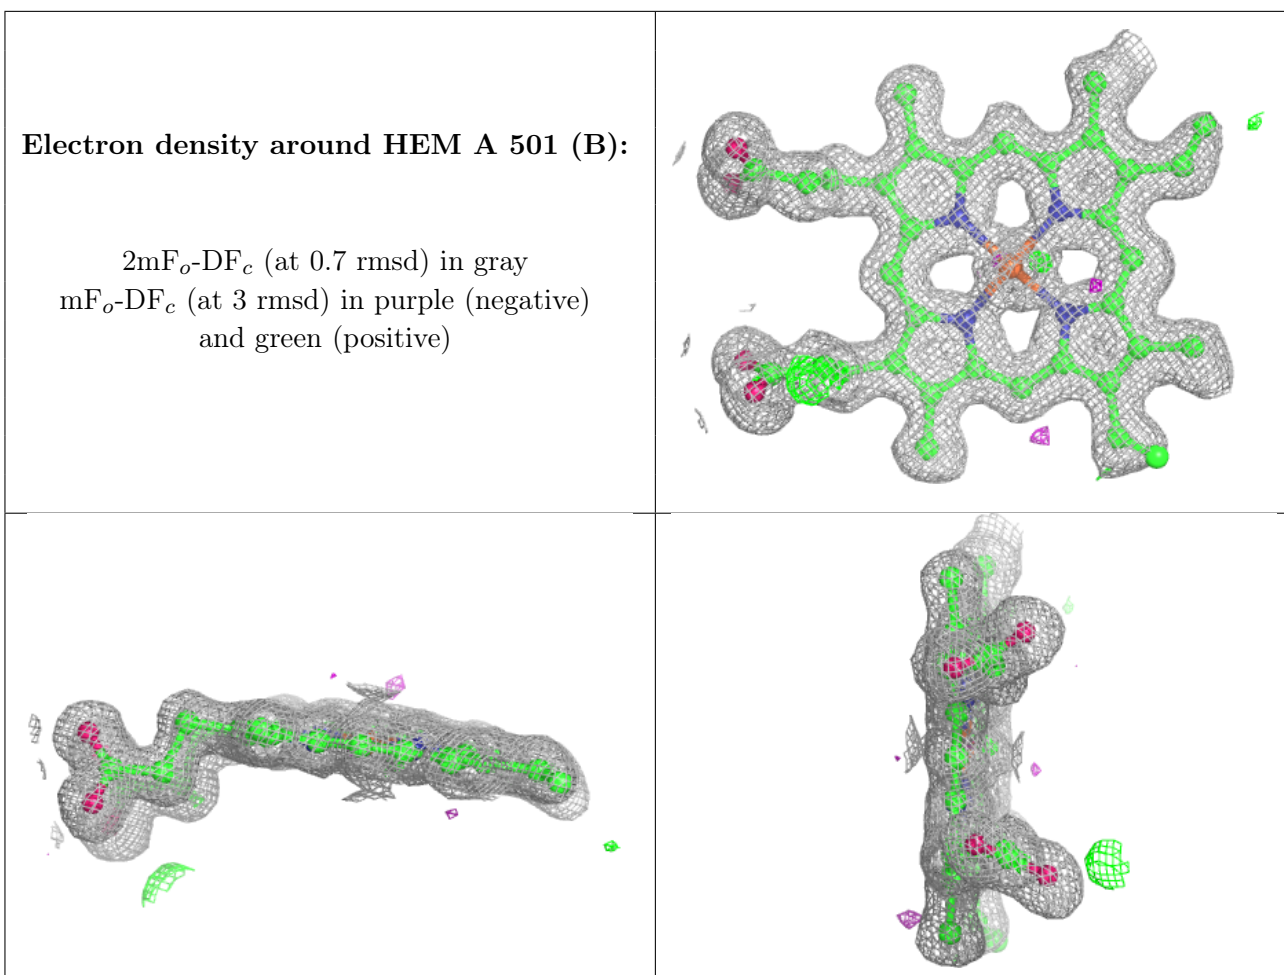 Electron density around HEM A 501 (B):
2mFo-DFc (at 0.7 rmsd) in gray
mFo-DFc (at 3 rmsd) in purple (negative)
and green (positive)